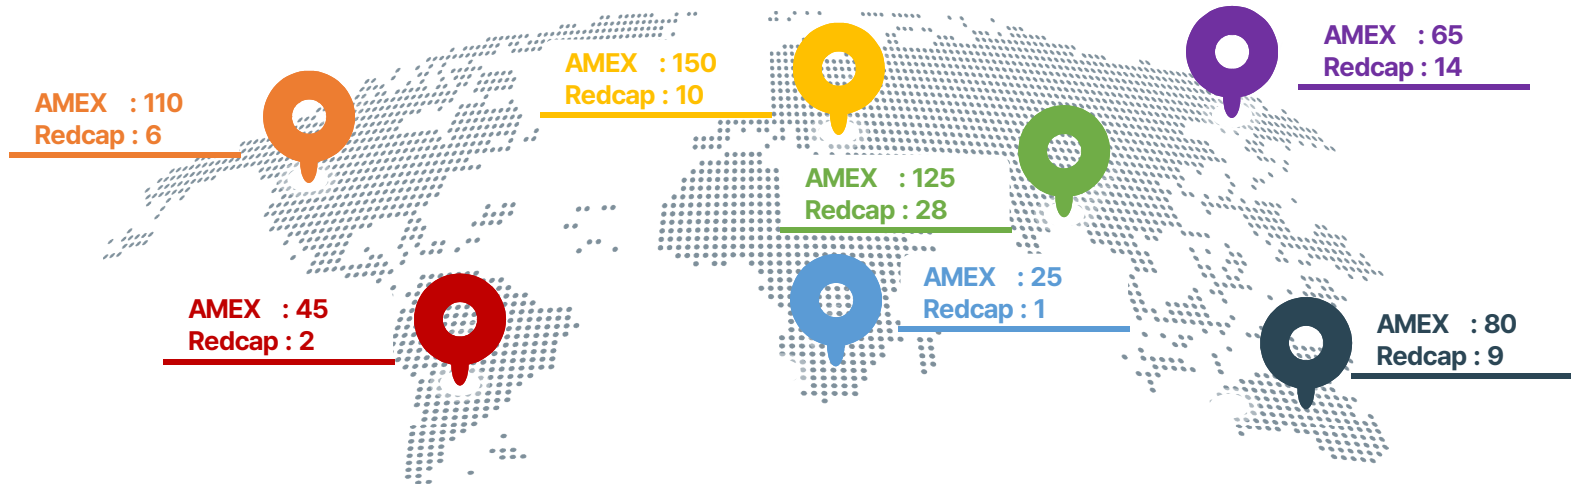 AMEX : 65
Redcap : 14
AMEX : 150
Redcap : 10
AMEX : 110
Redcap : 6
AMEX : 125
Redcap : 28
AMEX : 25
Redcap : 1
AMEX : 45
Redcap : 2
AMEX : 80
Redcap : 9